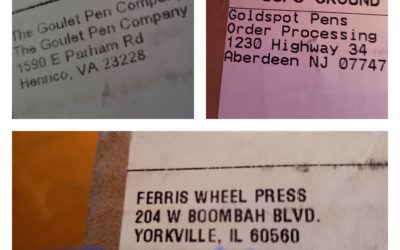 The Goulet Pen Company
The Goulet Pen Company
1590 E Parham Rd
Henrico, VA 23228
GROUND
Goldspot Pens
Order Processing
1230 Highway 34
Aberdeen NJ 07747
FERRIS WHEEL PRESS
204 W BOOMBAH BLVD.
YORKVILLE, IL 60560